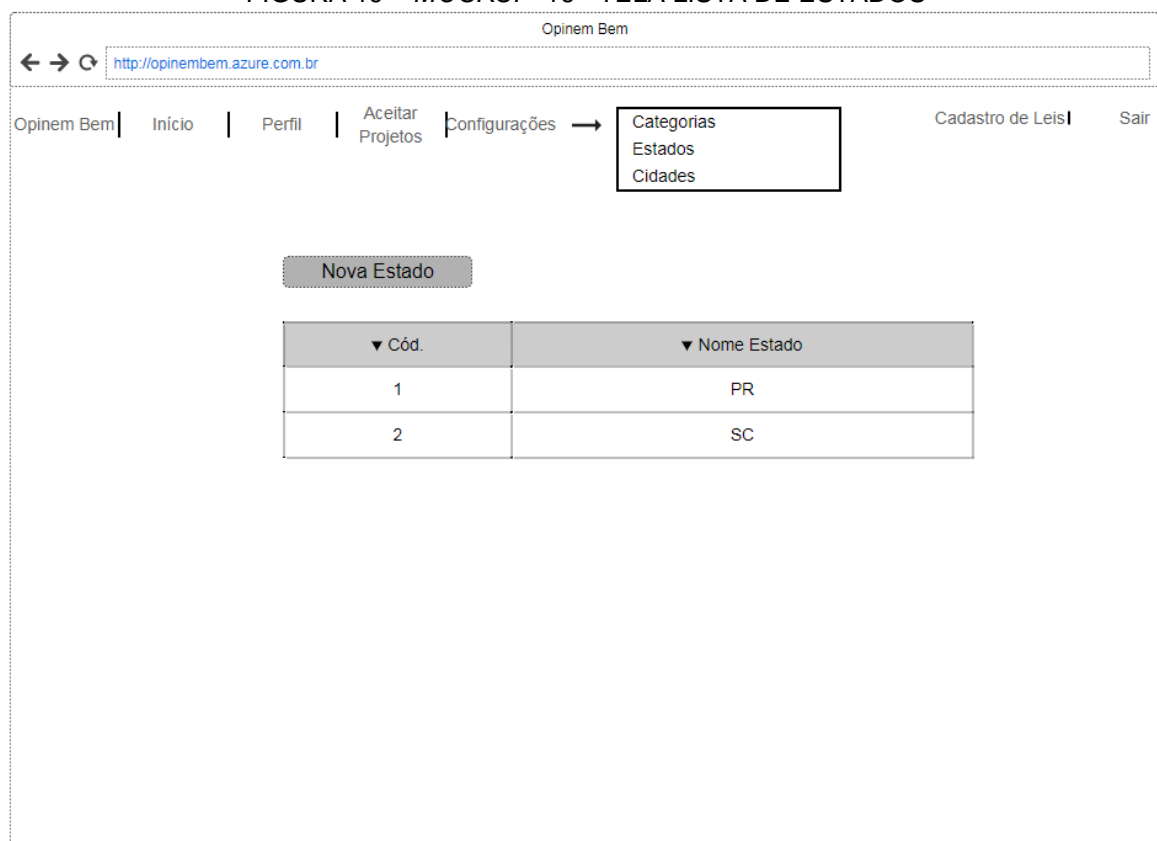 Opinem Bem
http://opinembem.azure.com.br
Opinem Bem Início Perfil Aceitar Projetos Configurações Categorias Cadastro de Leis Sair
Estados
Cidades
Nova Estado
▼ Cód. ▼ Nome Estado
1 PR
2 SC